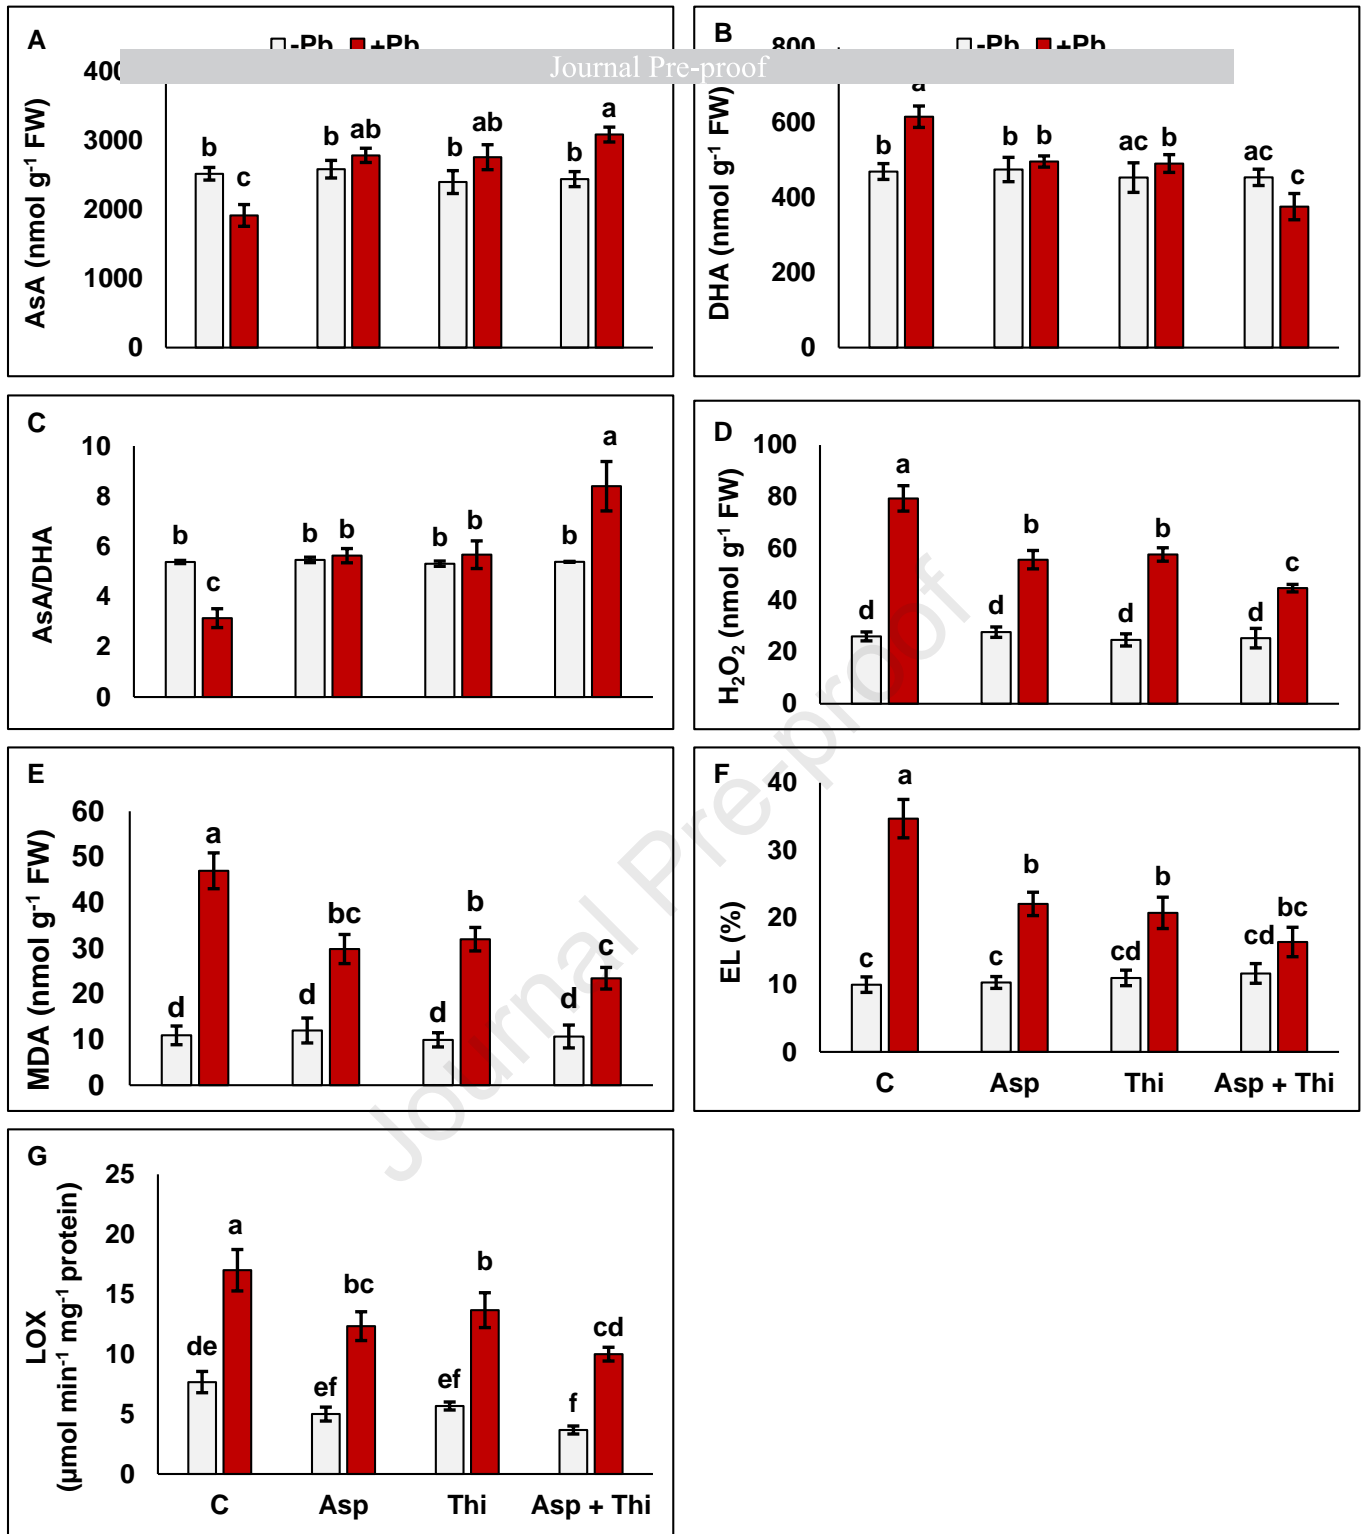 A
-Pb +Pb
Journal Pre-proof
AsA (nmol g-1 FW)
400
3000
2000
1000
0
b c b ab b ab b a
B
800
DHA (nmol g-1 FW)
600
400
200
0
b a b b ac b ac c
C
AsA/DHA
10
8
6
4
2
0
b c b b b b b a
D
H2O2 (nmol g-1 FW)
100
80
60
40
20
0
d a d b d b d c
E
MDA (nmol g-1 FW)
60
50
40
30
20
10
0
d a d bc d b d c
F
EL (%)
40
30
20
10
0
c a c b cd b cd bc
C Asp Thi Asp + Thi
G
LOX
(µmol min-1 mg-1 protein)
25
20
15
10
5
0
de a ef bc ef b f cd
C Asp Thi Asp + Thi
Journal Pre-proof